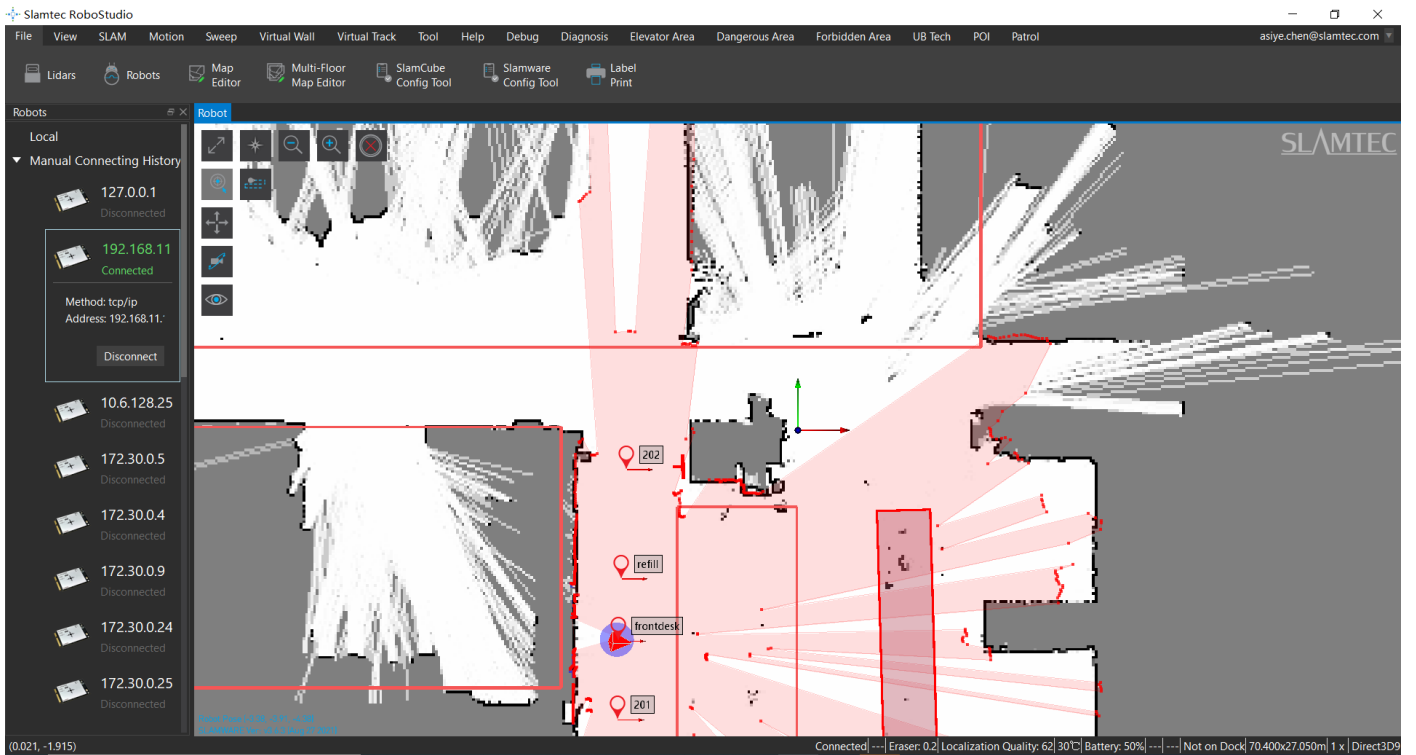 Slamtec RoboStudio
File View SLAM Motion Sweep Virtual Wall Virtual Track Tool Help Debug Diagnosis Elevator Area Dangerous Area Forbidden Area UB Tech POI Patrol asiye.chen@slamtec.com
Lidars
Robots
Map
Editor
Multi-Floor
Map Editor
SlamCube
Config Tool
Slamware
Config Tool
Label
Print
Robots
Robot
Local
Manual Connecting History
127.0.0.1
Disconnected
192.168.11
Connected
Method: tcp/ip
Address: 192.168.11.
Disconnect
10.6.128.25
Disconnected
172.30.0.5
Disconnected
172.30.0.4
Disconnected
172.30.0.9
Disconnected
172.30.0.24
Disconnected
172.30.0.25
Disconnected
SLAMTEC
202
refill
frontdesk
201
(0.021, -1.915)
Connected --- Eraser: 0.2 Localization Quality: 62 30℃ Battery: 50% --- --- Not on Dock 70.400x27.050m 1 x Direct3D9